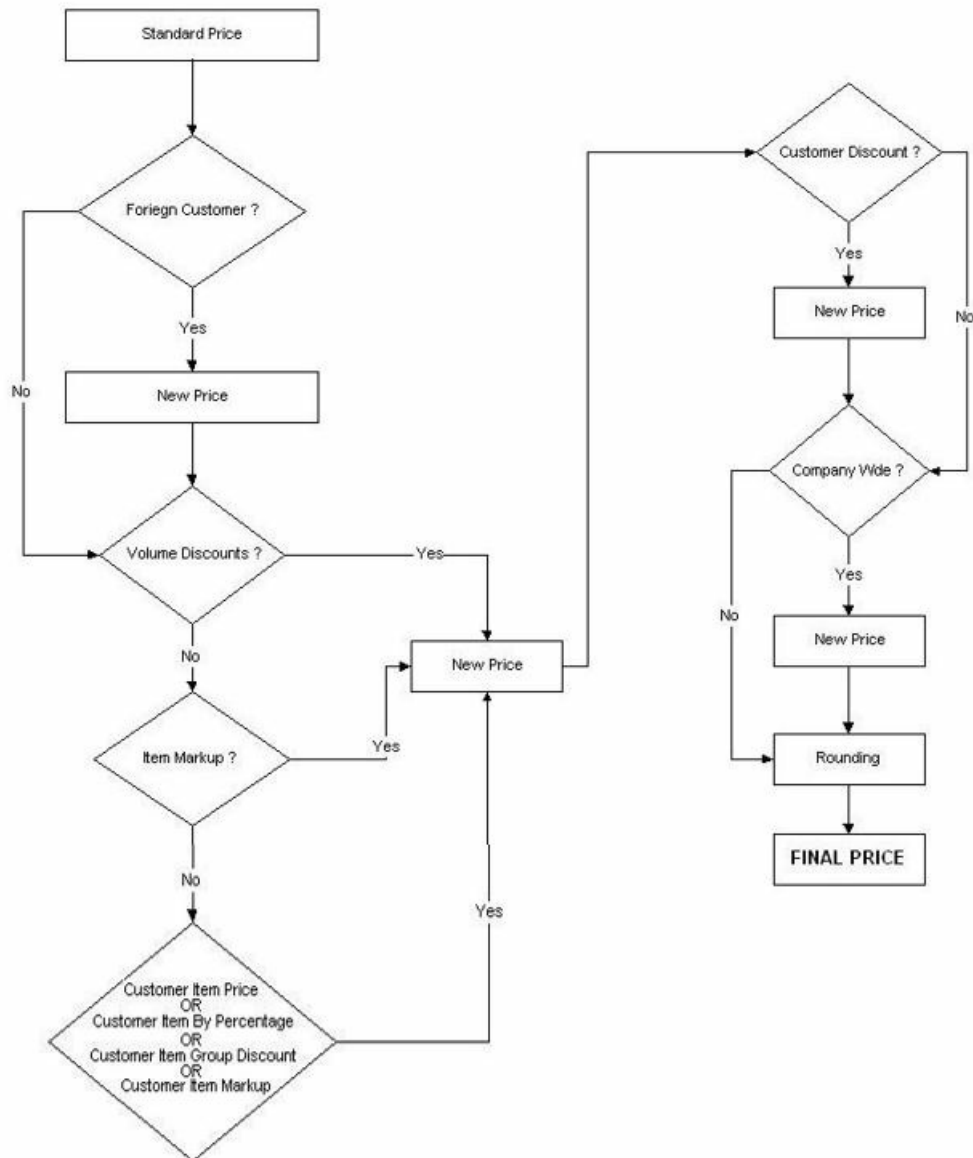 Standard Price
Foriegn Customer ?
Yes
No
New Price
Volume Discounts ?
Yes
No
Item Markup ?
Yes
No
Customer Item Price
OR
Customer Item By Percentage
OR
Customer Item Group Discount
OR
Customer Item Markup
Yes
New Price
Customer Discount ?
Yes
No
New Price
Company Wde ?
Yes
No
New Price
Rounding
FINAL PRICE